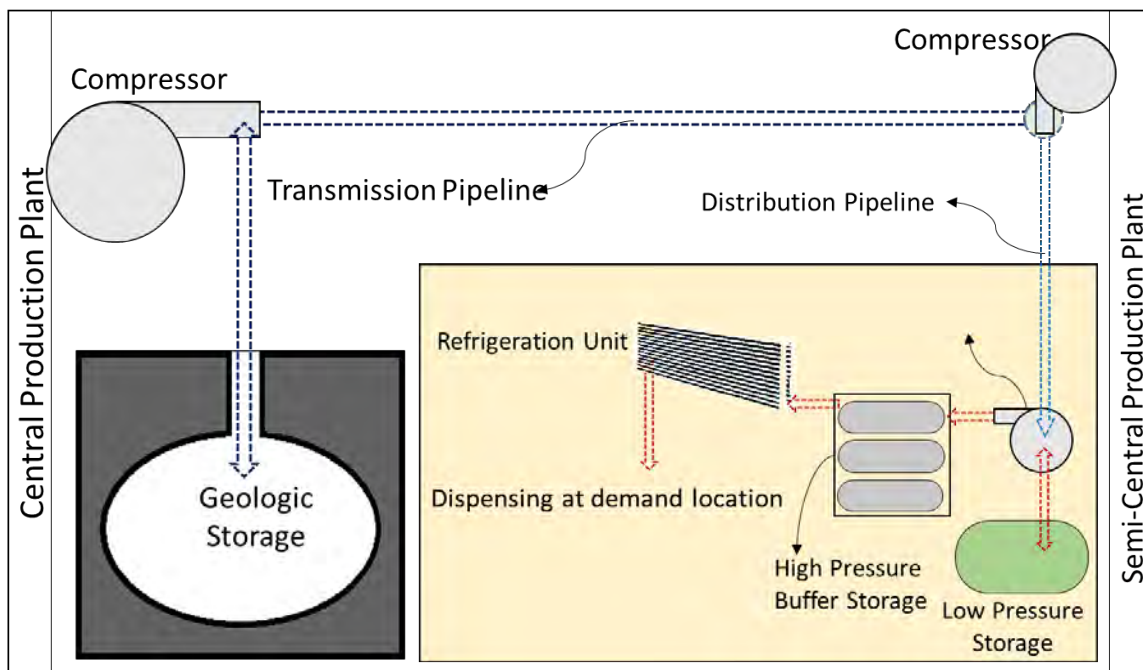 Central Production Plant
Compressor
Compressor
Transmission Pipeline
Distribution Pipeline
Semi-Central Production Plant
Geologic
Storage
Refrigeration Unit
Dispensing at demand location
High Pressure
Buffer Storage
Low Pressure
Storage